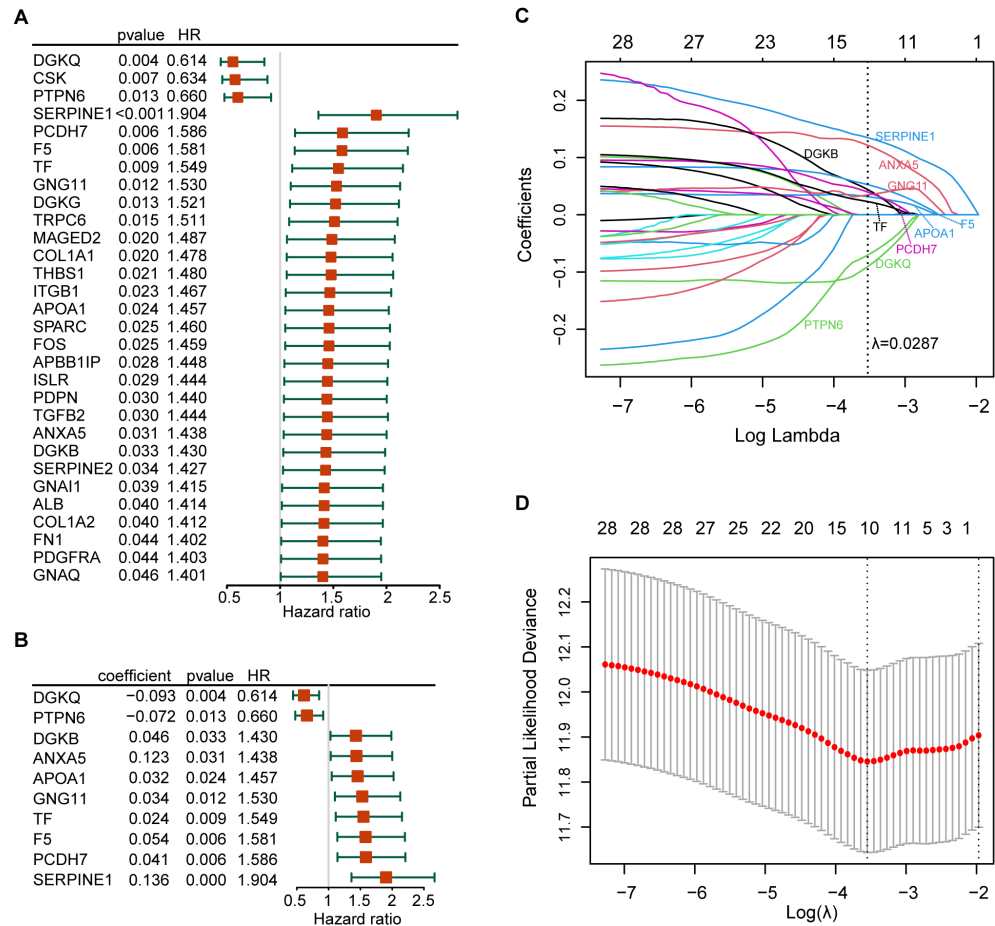 A
pvalue HR
DGKQ 0.004 0.614
CSK 0.007 0.634
PTPN6 0.013 0.660
SERPINE1 <0.001 1.904
PCDH7 0.006 1.586
F5 0.006 1.581
TF 0.009 1.549
GNG11 0.012 1.530
DGKG 0.013 1.521
TRPC6 0.015 1.511
MAGED2 0.020 1.487
COL1A1 0.020 1.478
THBS1 0.021 1.480
ITGB1 0.023 1.467
APOA1 0.024 1.457
SPARC 0.025 1.460
FOS 0.025 1.459
APBB1IP 0.028 1.448
ISLR 0.029 1.444
PDPN 0.030 1.440
TGFB2 0.030 1.444
ANXA5 0.031 1.438
DGKB 0.033 1.430
SERPINE2 0.034 1.427
GNAI1 0.039 1.415
ALB 0.040 1.414
COL1A2 0.040 1.412
FN1 0.044 1.402
PDGFRA 0.044 1.403
GNAQ 0.046 1.401
0.5 1 1.5 2 2.5
Hazard ratio
B
coefficient pvalue HR
DGKQ −0.093 0.004 0.614
PTPN6 −0.072 0.013 0.660
DGKB 0.046 0.033 1.430
ANXA5 0.123 0.031 1.438
APOA1 0.032 0.024 1.457
GNG11 0.034 0.012 1.530
TF 0.024 0.009 1.549
F5 0.054 0.006 1.581
PCDH7 0.041 0.006 1.586
SERPINE1 0.136 0.000 1.904
0.5 1 1.5 2 2.5
Hazard ratio
C
28 27 23 15 11 1
Coefficients
0.2
0.1
0.0
−0.1
−0.2
SERPINE1
DGKB
ANXA5
GNG11
TF
F5
APOA1
PCDH7
DGKQ
PTPN6
λ=0.0287
−7 −6 −5 −4 −3 −2
Log Lambda
D
28 28 28 27 25 22 20 15 10 11 5 3 1
Partial Likelihood Deviance
12.2
12.1
12.0
11.9
11.8
11.7
−7 −6 −5 −4 −3 −2
Log(λ)